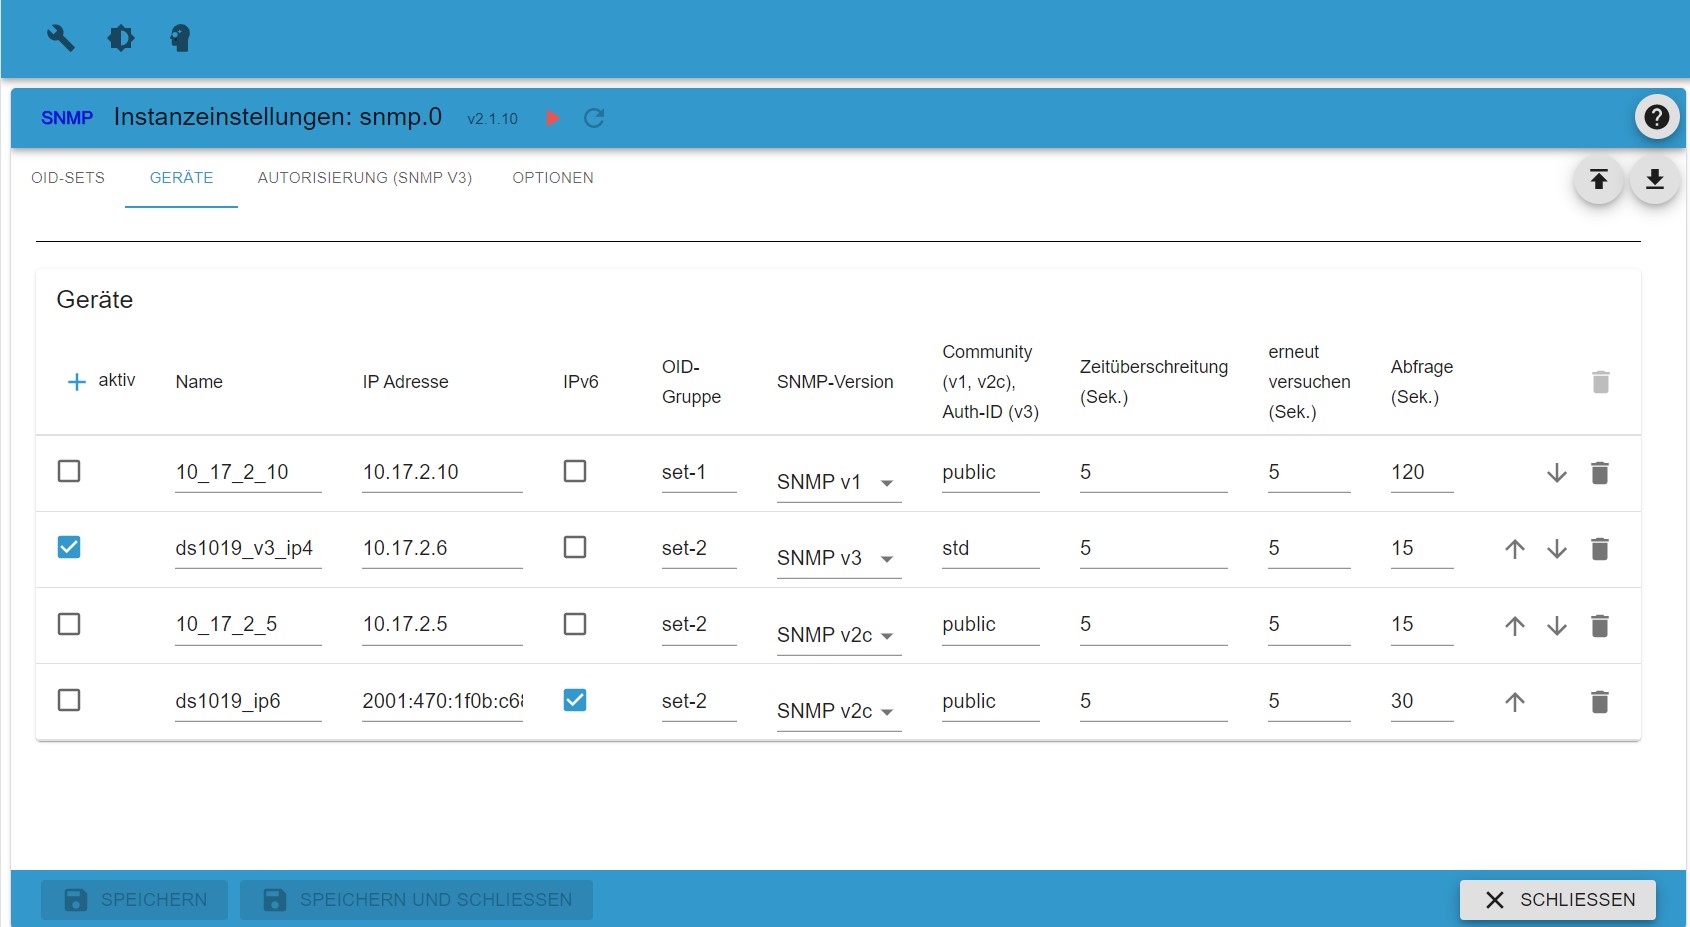 SNMP Instanzeinstellungen: snmp.0 v2.1.10
OID-SETS GERÄTE AUTORISIERUNG (SNMP V3) OPTIONEN
Geräte
aktiv Name IP Adresse IPv6 OID-Gruppe SNMP-Version Community (v1, v2c), Auth-ID (v3) Zeitüberschreitung (Sek.) erneut versuchen (Sek.) Abfrage (Sek.)
10_17_2_10 10.17.2.10 set-1 SNMP v1 public 5 5 120
ds1019_v3_ip4 10.17.2.6 set-2 SNMP v3 std 5 5 15
10_17_2_5 10.17.2.5 set-2 SNMP v2c public 5 5 15
ds1019_ip6 2001:470:1f0b:c6 set-2 SNMP v2c public 5 5 30
SPEICHERN SPEICHERN UND SCHLIESSEN SCHLIESSEN